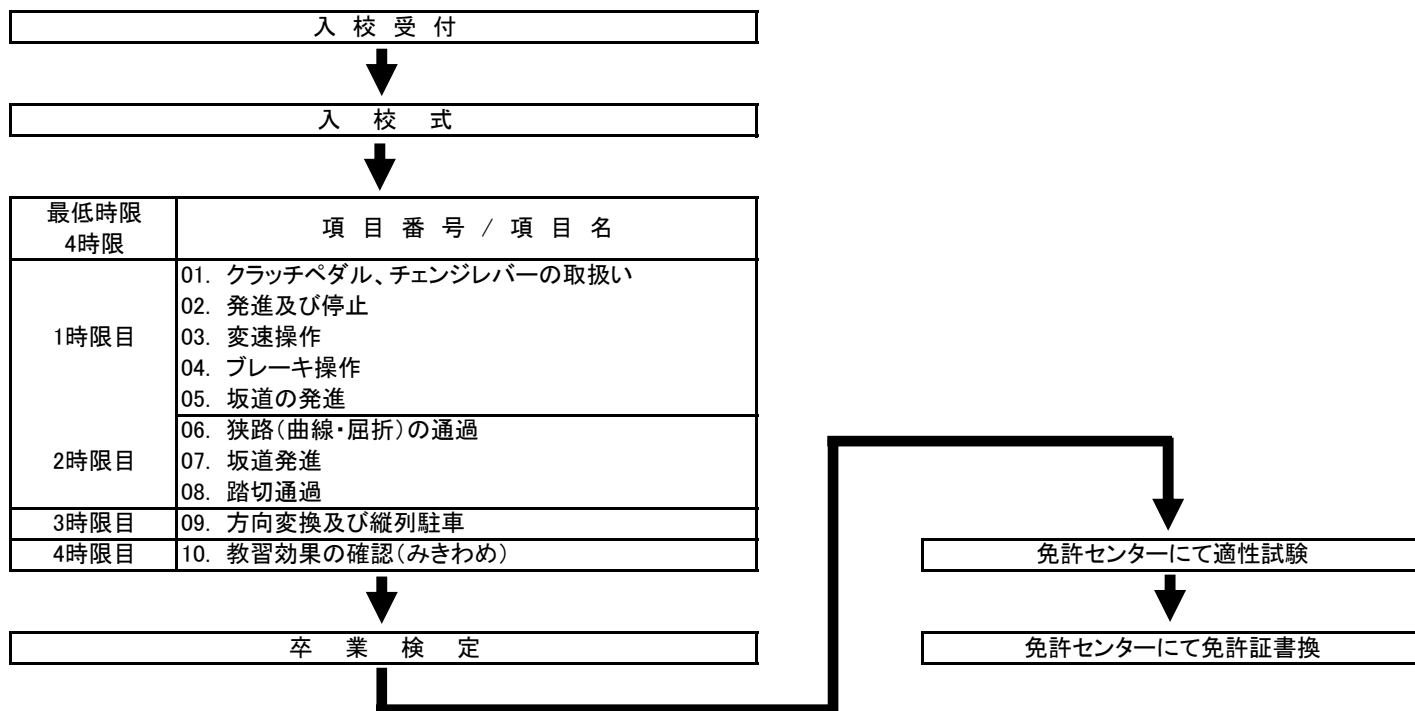 入校受付
入校式
最低時限
4時限
項目番号/項目名
1時限目
01. クラッチペダル、チェンジレバーの取扱い
02. 発進及び停止
03. 変速操作
04. ブレーキ操作
05. 坂道の発進
2時限目
06. 狭路(曲線・屈折)の通過
07. 坂道発進
08. 踏切通過
3時限目
09. 方向変換及び縦列駐車
4時限目
10. 教習効果の確認(みきわめ)
卒業検定
免許センターにて適性試験
免許センターにて免許証書換